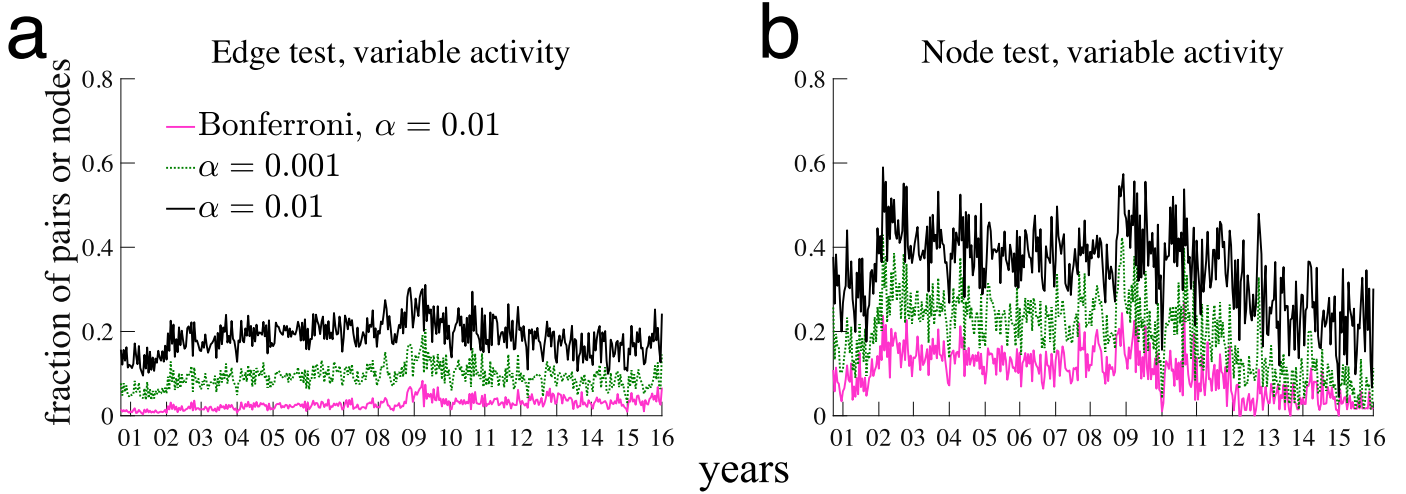 a
Edge test, variable activity
fraction of pairs or nodes
0.8
0.6
0.4
0.2
0
Bonferroni, α = 0.01
α = 0.001
α = 0.01
01 02 03 04 05 06 07 08 09 10 11 12 13 14 15 16
b
Node test, variable activity
0.8
0.6
0.4
0.2
0
01 02 03 04 05 06 07 08 09 10 11 12 13 14 15 16
years